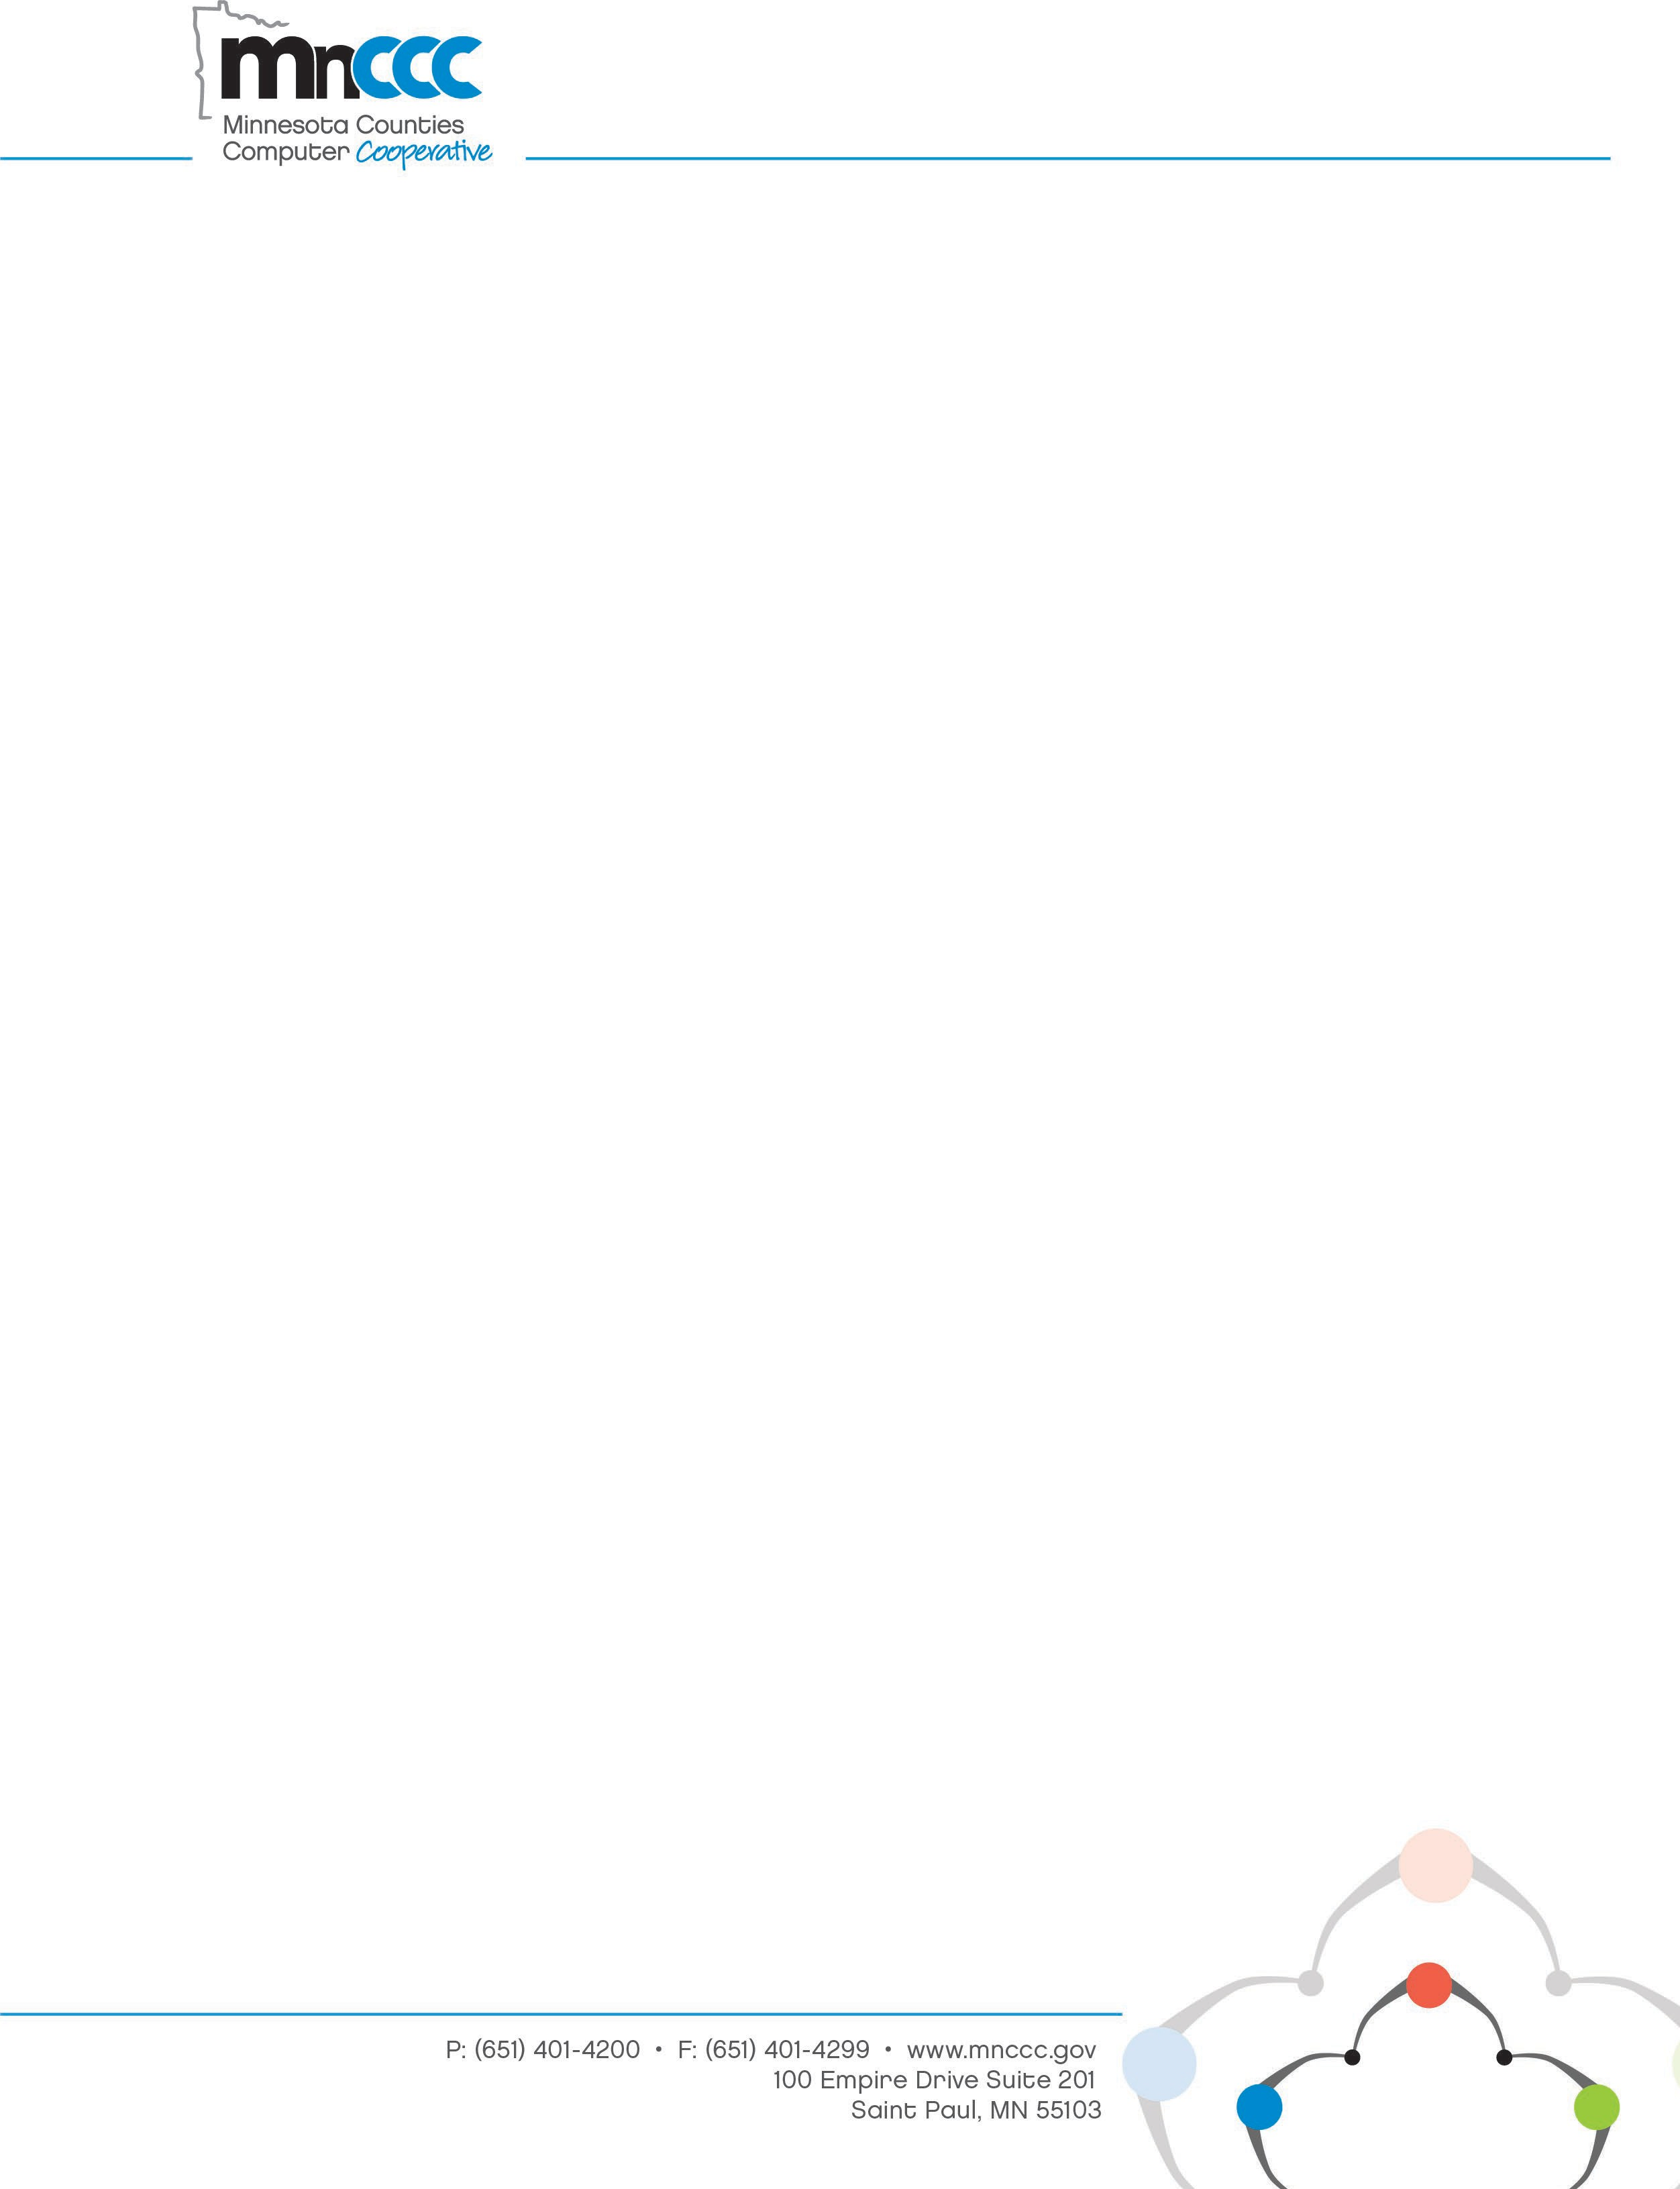 mnccc
Minnesota Counties
Computer Cooperative
P: (651) 401-4200 • F: (651) 401-4299 • www.mnccc.gov
100 Empire Drive Suite 201
Saint Paul, MN 55103